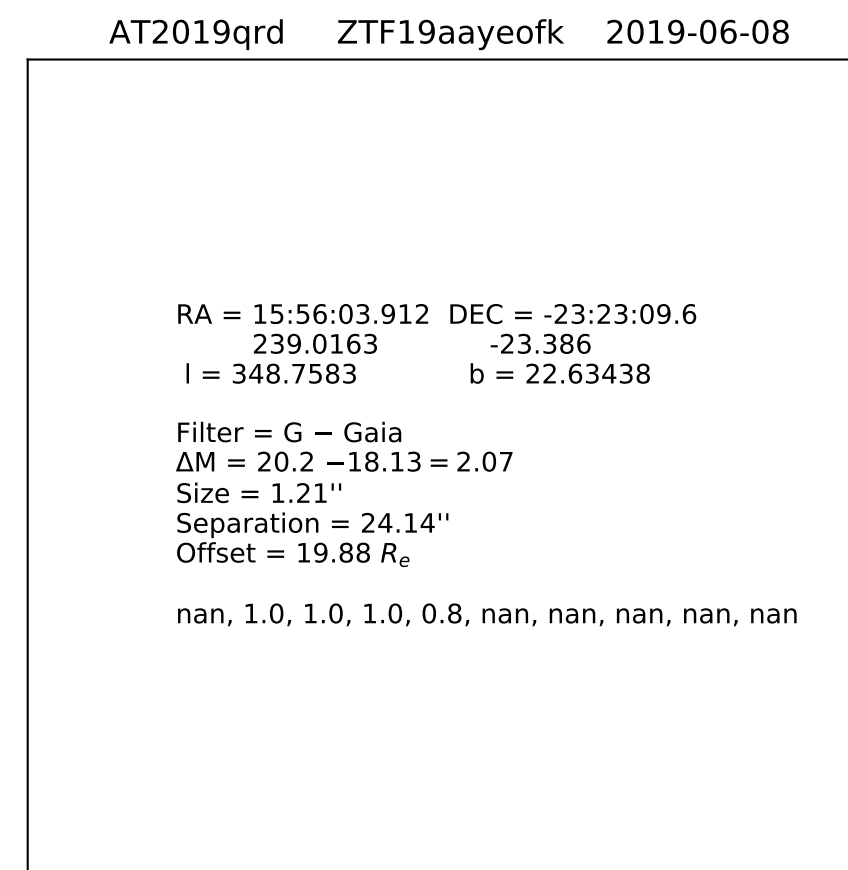 AT2019qrd ZTF19aayeofk 2019-06-08
RA = 15:56:03.912 DEC = -23:23:09.6
239.0163 -23.386
l = 348.7583 b = 22.63438
Filter = G − Gaia
ΔM = 20.2 −18.13 = 2.07
Size = 1.21''
Separation = 24.14''
Offset = 19.88 Rₑ
nan, 1.0, 1.0, 1.0, 0.8, nan, nan, nan, nan, nan